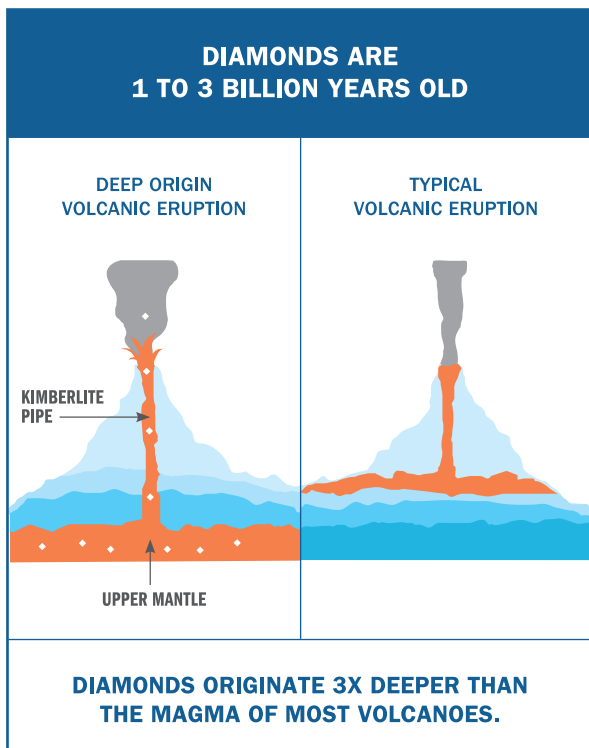 DIAMONDS ARE
1 TO 3 BILLION YEARS OLD
DEEP ORIGIN
VOLCANIC ERUPTION
TYPICAL
VOLCANIC ERUPTION
KIMBERLITE
PIPE
UPPER MANTLE
DIAMONDS ORIGINATE 3X DEEPER THAN
THE MAGMA OF MOST VOLCANOES.